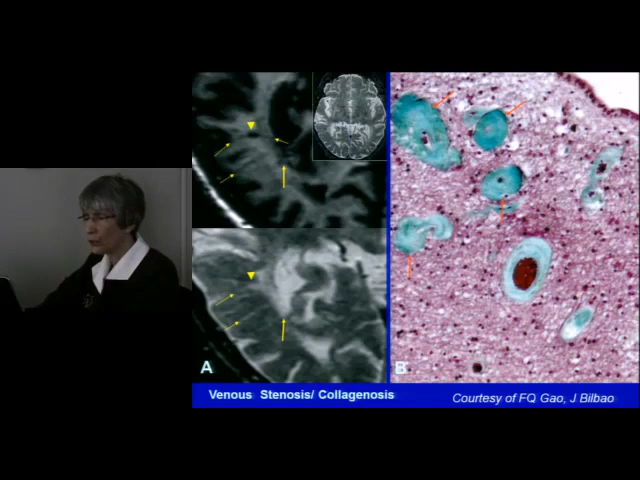 A
B
Venous Stenosis/ Collagenosis
Courtesy of FQ Gao, J Bilbao